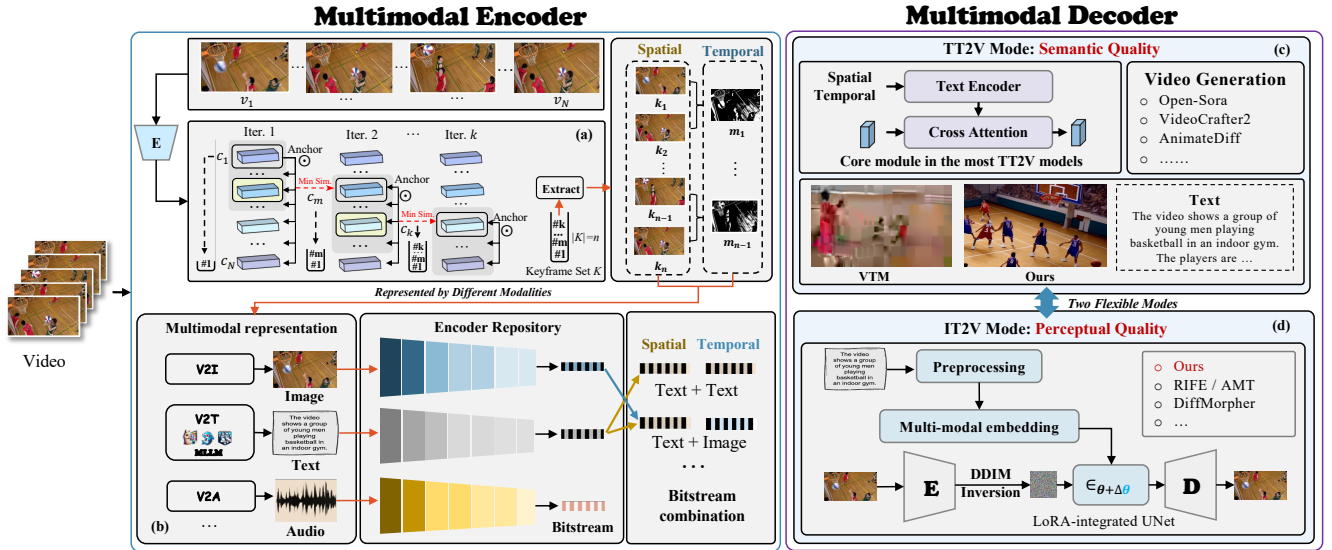 Multimodal Encoder
Multimodal Decoder
Video
v1
...
...
vN
E
(a)
Iter. 1
Iter. 2
...
Iter. k
c1
Anchor
...
Min Sim.
cm
...
Anchor
...
Min Sim.
ck
...
Anchor
...
#1
cN
#m
#1
#k
...
#m
#1
Extract
#k
...
#m
#1
|K|=n
Keyframe Set K
Spatial
Temporal
k1
k2
kn−1
kn
m1
mn−1
Represented by Different Modalities
Multimodal representation
V2I
Image
V2T
MLLM
The video
shows a group
of young men
playing
basketball in
an indoor gym.
Text
V2A
...
Audio
(b)
Encoder Repository
Bitstream
Spatial
Temporal
Text + Text
Text + Image
...
Bitstream
combination
TT2V Mode: Semantic Quality
(c)
Spatial
Temporal
Text Encoder
Cross Attention
Core module in the most TT2V models
Video Generation
Open-Sora
VideoCrafter2
AnimateDiff
......
VTM
Ours
Text
The video shows a group of
young men playing
basketball in an indoor gym.
The players are ...
Two Flexible Modes
IT2V Mode: Perceptual Quality
(d)
The video
shows a group
of young men
playing
basketball in
an indoor gym.
Preprocessing
Multi-modal embedding
Ours
RIFE / AMT
DiffMorpher
...
E
DDIM
Inversion
∈θ+Δθ
D
LoRA-integrated UNet